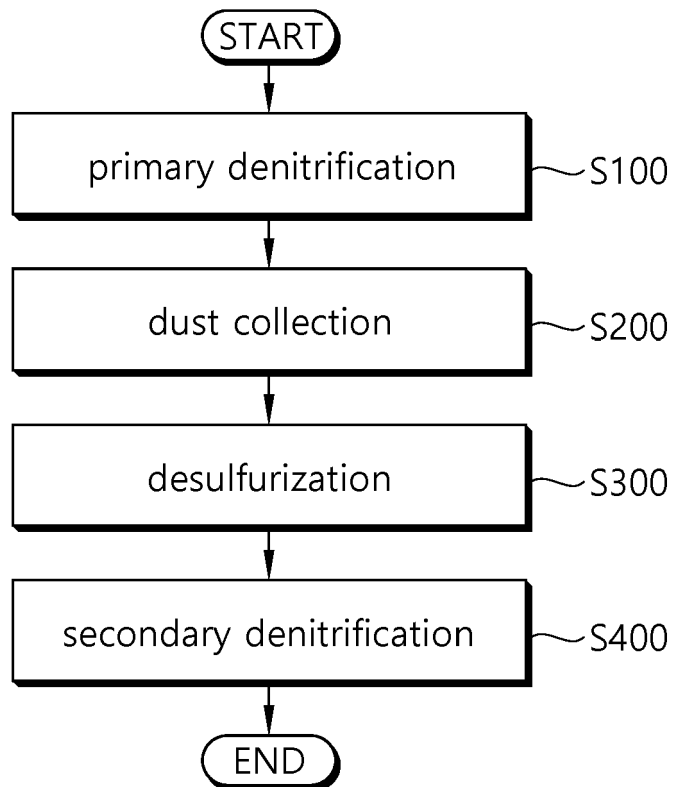 START
primary denitrification
S100
dust collection
S200
desulfurization
S300
secondary denitrification
S400
END